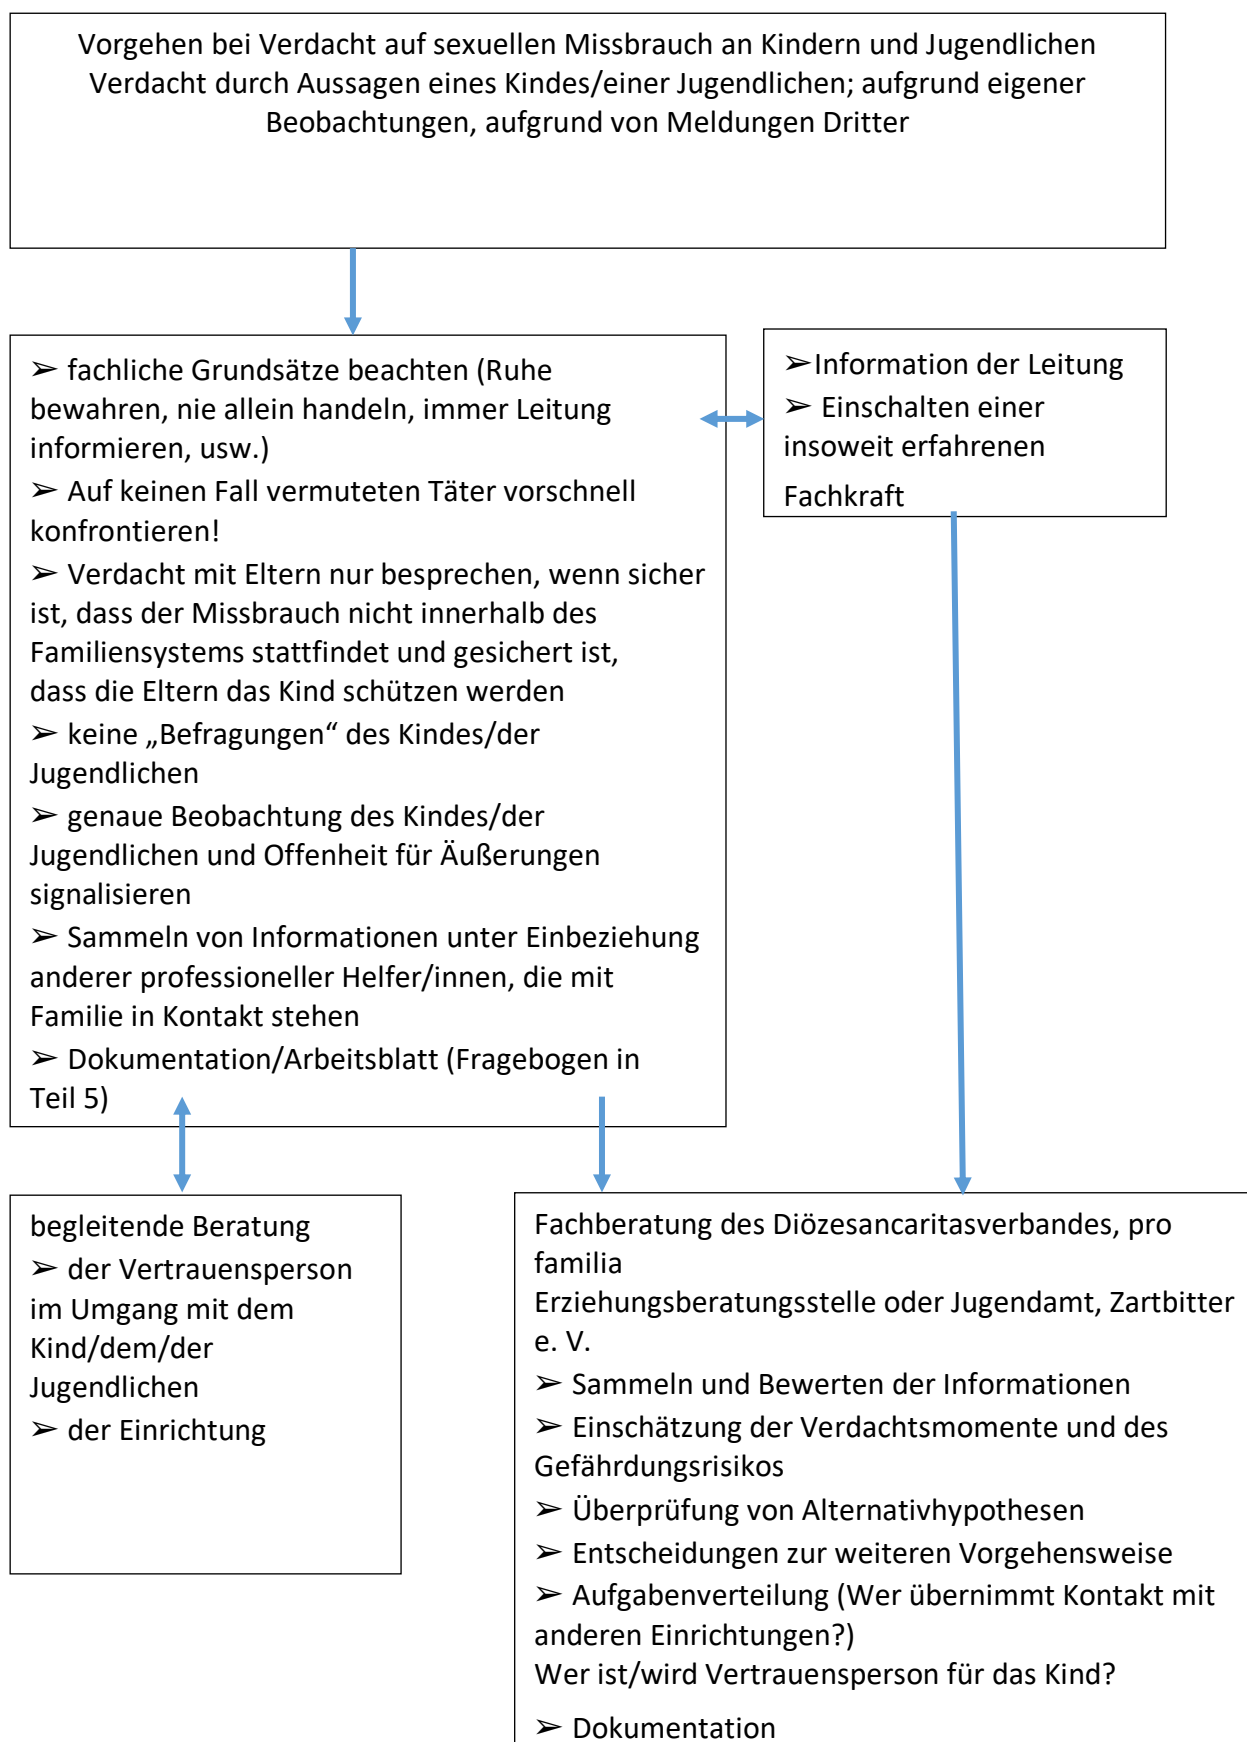 Vorgehen bei Verdacht auf sexuellen Missbrauch an Kindern und Jugendlichen
Verdacht durch Aussagen eines Kindes/einer Jugendlichen; aufgrund eigener
Beobachtungen, aufgrund von Meldungen Dritter
➢ fachliche Grundsätze beachten (Ruhe
bewahren, nie allein handeln, immer Leitung
informieren, usw.)
➢ Auf keinen Fall vermuteten Täter vorschnell
konfrontieren!
➢ Verdacht mit Eltern nur besprechen, wenn sicher
ist, dass der Missbrauch nicht innerhalb des
Familiensystems stattfindet und gesichert ist,
dass die Eltern das Kind schützen werden
➢ keine „Befragungen“ des Kindes/der
Jugendlichen
➢ genaue Beobachtung des Kindes/der
Jugendlichen und Offenheit für Äußerungen
signalisieren
➢ Sammeln von Informationen unter Einbeziehung
anderer professioneller Helfer/innen, die mit
Familie in Kontakt stehen
➢ Dokumentation/Arbeitsblatt (Fragebogen in
Teil 5)
➢Information der Leitung
➢ Einschalten einer
insoweit erfahrenen
Fachkraft
begleitende Beratung
➢ der Vertrauensperson
im Umgang mit dem
Kind/dem/der
Jugendlichen
➢ der Einrichtung
Fachberatung des Diözesancaritasverbandes, pro
familia
Erziehungsberatungsstelle oder Jugendamt, Zartbitter
e. V.
➢ Sammeln und Bewerten der Informationen
➢ Einschätzung der Verdachtsmomente und des
Gefährdungsrisikos
➢ Überprüfung von Alternativhypothesen
➢ Entscheidungen zur weiteren Vorgehensweise
➢ Aufgabenverteilung (Wer übernimmt Kontakt mit
anderen Einrichtungen?)
Wer ist/wird Vertrauensperson für das Kind?
➢ Dokumentation